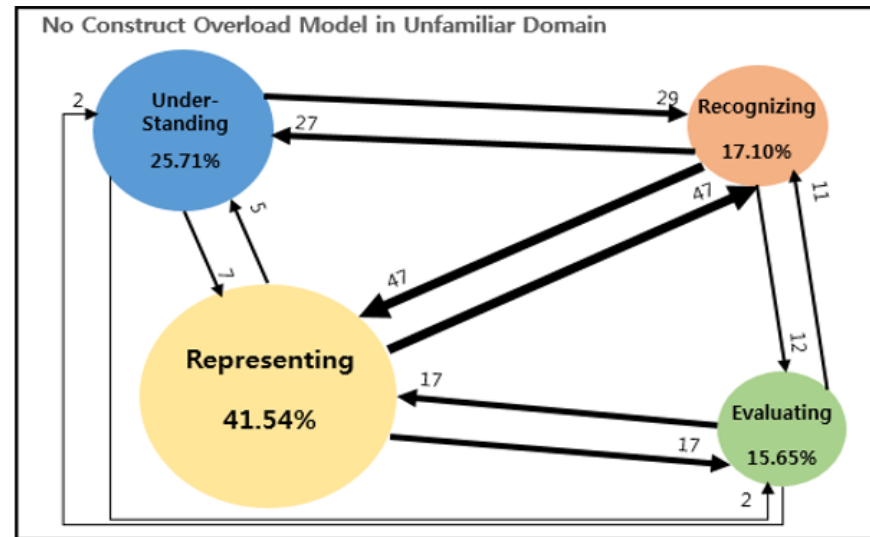 No Construct Overload Model in Unfamiliar Domain
2
Under-
Standing
25.71%
29
27
Recognizing
17.10%
5
7
47
47
11
12
Representing
41.54%
17
17
Evaluating
15.65%
2